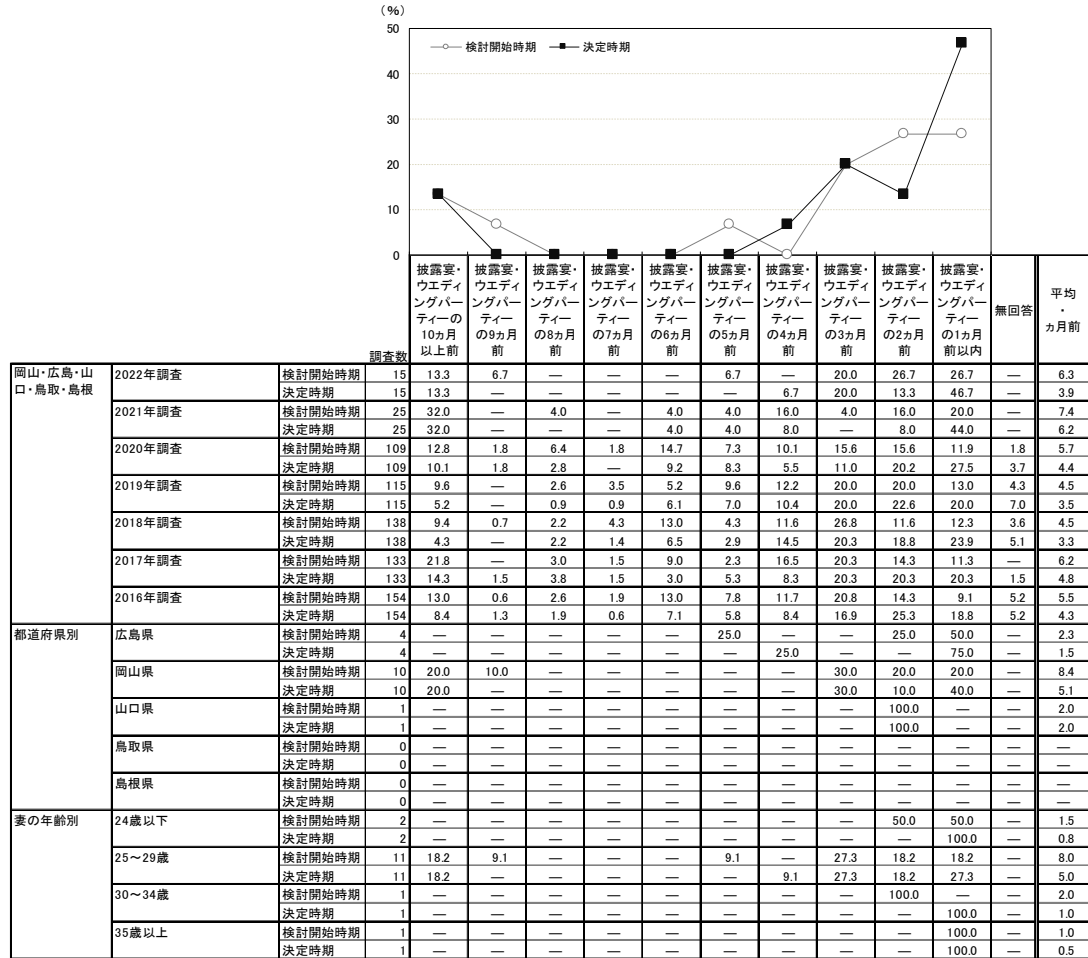 (%)
50
40
30
20
10
0
検討開始時期 決定時期
調査数 披露宴・ウエディングパーティーの10ヵ月以上前 披露宴・ウエディングパーティーの9ヵ月前 披露宴・ウエディングパーティーの8ヵ月前 披露宴・ウエディングパーティーの7ヵ月前 披露宴・ウエディングパーティーの6ヵ月前 披露宴・ウエディングパーティーの5ヵ月前 披露宴・ウエディングパーティーの4ヵ月前 披露宴・ウエディングパーティーの3ヵ月前 披露宴・ウエディングパーティーの2ヵ月前 披露宴・ウエディングパーティーの1ヵ月前以内 無回答 平均・ヵ月前
岡山・広島・山口・鳥取・島根 2022年調査 検討開始時期 15 13.3 6.7 — — — 6.7 — 20.0 26.7 26.7 — 6.3
決定時期 15 13.3 — — — — — 6.7 20.0 13.3 46.7 — 3.9
2021年調査 検討開始時期 25 32.0 — 4.0 — 4.0 4.0 16.0 4.0 16.0 20.0 — 7.4
決定時期 25 32.0 — — — 4.0 4.0 8.0 — 8.0 44.0 — 6.2
2020年調査 検討開始時期 109 12.8 1.8 6.4 1.8 14.7 7.3 10.1 15.6 15.6 11.9 1.8 5.7
決定時期 109 10.1 1.8 2.8 — 9.2 8.3 5.5 11.0 20.2 27.5 3.7 4.4
2019年調査 検討開始時期 115 9.6 — 2.6 3.5 5.2 9.6 12.2 20.0 20.0 13.0 4.3 4.5
決定時期 115 5.2 — 0.9 0.9 6.1 7.0 10.4 20.0 22.6 20.0 7.0 3.5
2018年調査 検討開始時期 138 9.4 0.7 2.2 4.3 13.0 4.3 11.6 26.8 11.6 12.3 3.6 4.5
決定時期 138 4.3 — 2.2 1.4 6.5 2.9 14.5 20.3 18.8 23.9 5.1 3.3
2017年調査 検討開始時期 133 21.8 — 3.0 1.5 9.0 2.3 16.5 20.3 14.3 11.3 — 6.2
決定時期 133 14.3 1.5 3.8 1.5 3.0 5.3 8.3 20.3 20.3 20.3 1.5 4.8
2016年調査 検討開始時期 154 13.0 0.6 2.6 1.9 13.0 7.8 11.7 20.8 14.3 9.1 5.2 5.5
決定時期 154 8.4 1.3 1.9 0.6 7.1 5.8 8.4 16.9 25.3 18.8 5.2 4.3
都道府県別 広島県 検討開始時期 4 — — — — — 25.0 — — 25.0 50.0 — 2.3
決定時期 4 — — — — — — 25.0 — — 75.0 — 1.5
岡山県 検討開始時期 10 20.0 10.0 — — — — — 30.0 20.0 20.0 — 8.4
決定時期 10 20.0 — — — — — — 30.0 10.0 40.0 — 5.1
山口県 検討開始時期 1 — — — — — — — — 100.0 — — 2.0
決定時期 1 — — — — — — — — 100.0 — — 2.0
鳥取県 検討開始時期 0 — — — — — — — — — — — —
決定時期 0 — — — — — — — — — — — —
島根県 検討開始時期 0 — — — — — — — — — — — —
決定時期 0 — — — — — — — — — — — —
妻の年齢別 24歳以下 検討開始時期 2 — — — — — — — — 50.0 50.0 — 1.5
決定時期 2 — — — — — — — — — 100.0 — 0.8
25～29歳 検討開始時期 11 18.2 9.1 — — — 9.1 — 27.3 18.2 18.2 — 8.0
決定時期 11 18.2 — — — — — 9.1 27.3 18.2 27.3 — 5.0
30～34歳 検討開始時期 1 — — — — — — — — 100.0 — — 2.0
決定時期 1 — — — — — — — — — 100.0 — 1.0
35歳以上 検討開始時期 1 — — — — — — — — — 100.0 — 1.0
決定時期 1 — — — — — — — — — 100.0 — 0.5